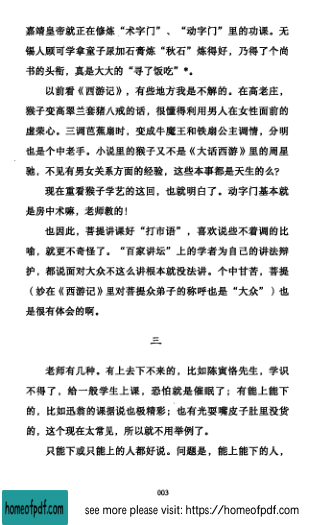 嘉靖皇帝就正在修炼“术字门”、“动字门”里的功课。无
锡人顾可学拿童子尿加石膏炼“秋石”炼得好，乃得了个尚
书的头衔，真是大大的“寻了饭吃”*。
以前看《西游记》，有些地方我是不解的。在高老庄，
猴子变高翠兰套猪八戒的话，很懂得利用男人在女性面前的
虚荣心。三调芭蕉扇时，变成牛魔王和铁扇公主调情，分明
也是个中老手。小说里的猴子又不是《大话西游》里的周星
驰，不见有男女关系方面的经验，这些本事都是天生的么？
现在重看猴子学艺的这回，也就明白了。动字门基本就
是房中术嘛，老师教的！
也因此，菩提讲课好“打市语”，喜欢说些不着调的比
喻，就更不奇怪了。“百家讲坛”上的学者为自己的讲法辩
护，都说面对大众不这么讲根本就没法讲。个中甘苦，菩提
（妙在《西游记》里对菩提众弟子的称呼也是“大众”）也
是很有体会的啊。
三
老师有几种。有上去下不来的，比如陈寅恪先生，学识
不得了，给一般学生上课，恐怕就是催眠了；有能上能下
的，比如迅翁的课据说也极精彩；也有光耍嘴皮子肚里没货
的，这个现在太常见，所以就不用举例了。
只能下或只能上的人都好说。问题是，能上能下的人，
003
homeofpdf.com
see more please visit: https://homeofpdf.com